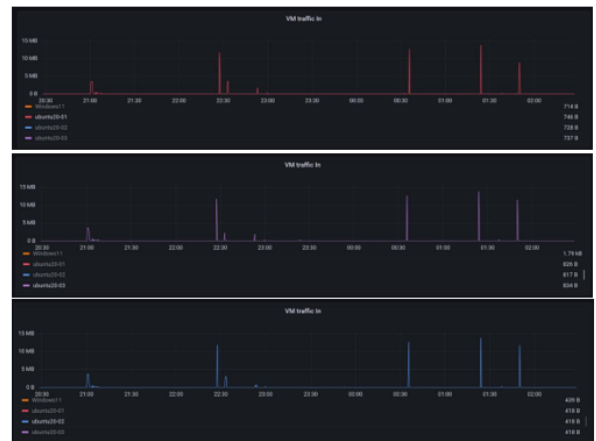 VM traffic In
15 MB
10 MB
5 MB
0 B
20:30 21:00 21:30 22:00 22:30 23:00 23:30 00:00 00:30 01:00 01:30 02:00
Windows11 714 B
ubuntu20-01 746 B
ubuntu20-02 728 B
ubuntu20-03 737 B
VM traffic In
15 MB
10 MB
5 MB
0 B
20:30 21:00 21:30 22:00 22:30 23:00 23:30 00:00 00:30 01:00 01:30 02:00
Windows11 1.79 kB
ubuntu20-01 826 B
ubuntu20-02 817 B
ubuntu20-03 834 B
VM traffic In
15 MB
10 MB
5 MB
0 B
20:30 21:00 21:30 22:00 22:30 23:00 23:30 00:00 00:30 01:00 01:30 02:00
Windows11 439 B
ubuntu20-01 418 B
ubuntu20-02 418 B
ubuntu20-03 418 B